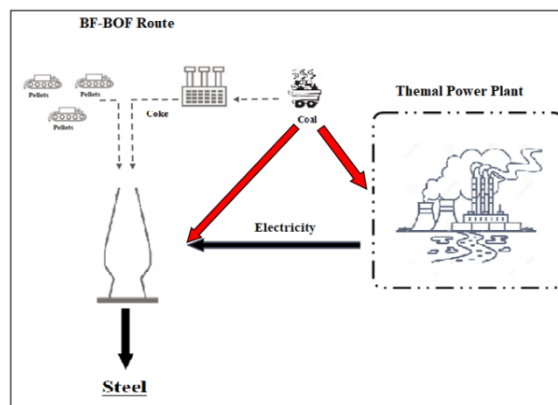 BF-BOF Route
Pellets
Pellets
Pellets
Coke
Coal
Themal Power Plant
Electricity
Steel